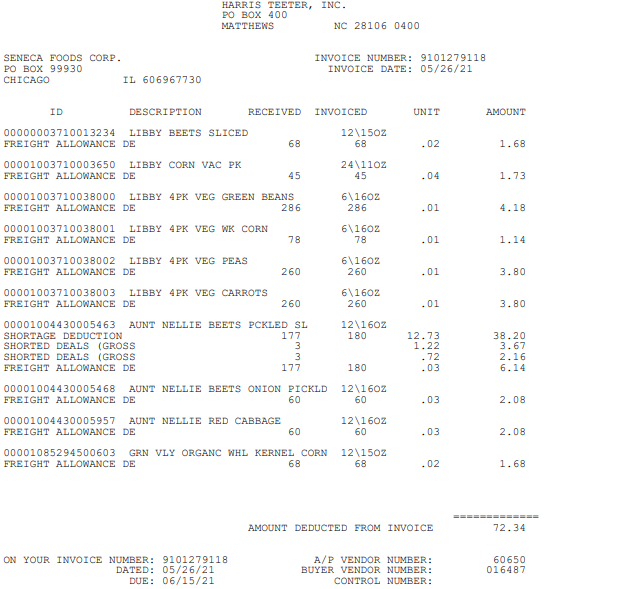 HARRIS TEETER, INC.
PO BOX 400
MATTHEWS NC 28106 0400
SENECA FOODS CORP. INVOICE NUMBER: 9101279118
PO BOX 99930 INVOICE DATE: 05/26/21
CHICAGO IL 606967730
ID DESCRIPTION RECEIVED INVOICED UNIT AMOUNT
00000003710013234 LIBBY BEETS SLICED 12\15OZ
FREIGHT ALLOWANCE DE 68 68 .02 1.68
00001003710003650 LIBBY CORN VAC PK 24\11OZ
FREIGHT ALLOWANCE DE 45 45 .04 1.73
00001003710038000 LIBBY 4PK VEG GREEN BEANS 6\16OZ
FREIGHT ALLOWANCE DE 286 286 .01 4.18
00001003710038001 LIBBY 4PK VEG WK CORN 6\16OZ
FREIGHT ALLOWANCE DE 78 78 .01 1.14
00001003710038002 LIBBY 4PK VEG PEAS 6\16OZ
FREIGHT ALLOWANCE DE 260 260 .01 3.80
00001003710038003 LIBBY 4PK VEG CARROTS 6\16OZ
FREIGHT ALLOWANCE DE 260 260 .01 3.80
00001004430005463 AUNT NELLIE BEETS PCKLED SL 12\16OZ
SHORTAGE DEDUCTION 177 180 12.73 38.20
SHORTED DEALS (GROSS 3 1.22 3.67
SHORTED DEALS (GROSS 3 .72 2.16
FREIGHT ALLOWANCE DE 177 180 .03 6.14
00001004430005468 AUNT NELLIE BEETS ONION PICKLD 12\16OZ
FREIGHT ALLOWANCE DE 60 60 .03 2.08
00001004430005957 AUNT NELLIE RED CABBAGE 12\16OZ
FREIGHT ALLOWANCE DE 60 60 .03 2.08
00001085294500603 GRN VLY ORGANC WHL KERNEL CORN 12\15OZ
FREIGHT ALLOWANCE DE 68 68 .02 1.68
=============
AMOUNT DEDUCTED FROM INVOICE 72.34
ON YOUR INVOICE NUMBER: 9101279118 A/P VENDOR NUMBER: 60650
DATED: 05/26/21 BUYER VENDOR NUMBER: 016487
DUE: 06/15/21 CONTROL NUMBER: